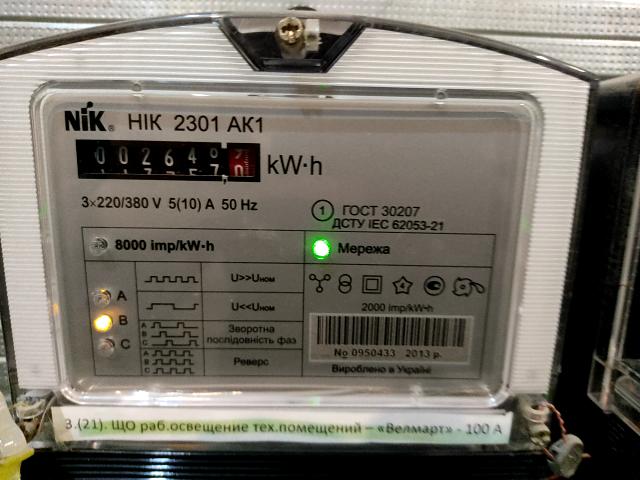 NiK® НІК 2301 АК1
kW·h
3×220/380 V 5(10) A 50 Hz
1 ГОСТ 30207
ДСТУ IEC 62053-21
8000 imp/kW·h
Мережа
A
B
C
U>>Uном
U<<Uном
A
B
C
Зворотна
послідовність фаз
A
B
C
Реверс
4
2000 imp/kW·h
No 0950433 2013 р.
Вироблено в Україні
3.(21). ЩО раб.освещение тех.помещений – «Велмарт» - 100 А